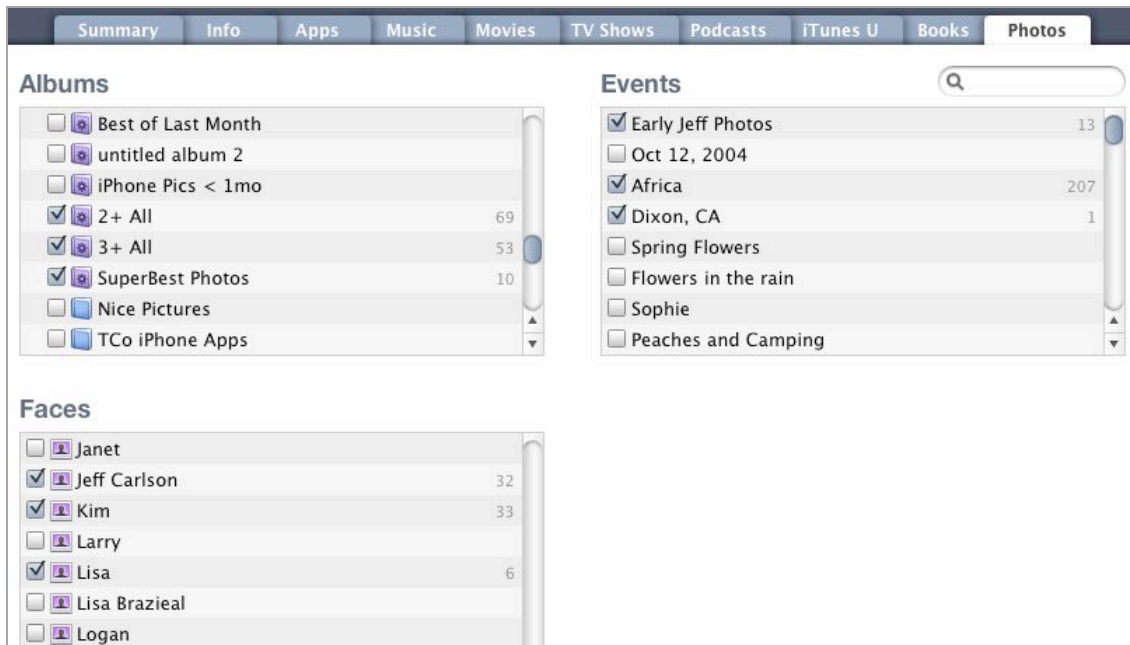 Summary Info Apps Music Movies TV Shows Podcasts iTunes U Books Photos
Albums
Best of Last Month
untitled album 2
iPhone Pics < 1mo
2+ All 69
3+ All 53
SuperBest Photos 10
Nice Pictures
TCo iPhone Apps
Events
Early Jeff Photos 13
Oct 12, 2004
Africa 207
Dixon, CA 1
Spring Flowers
Flowers in the rain
Sophie
Peaches and Camping
Faces
Janet
Jeff Carlson 32
Kim 33
Larry
Lisa 6
Lisa Brazieal
Logan